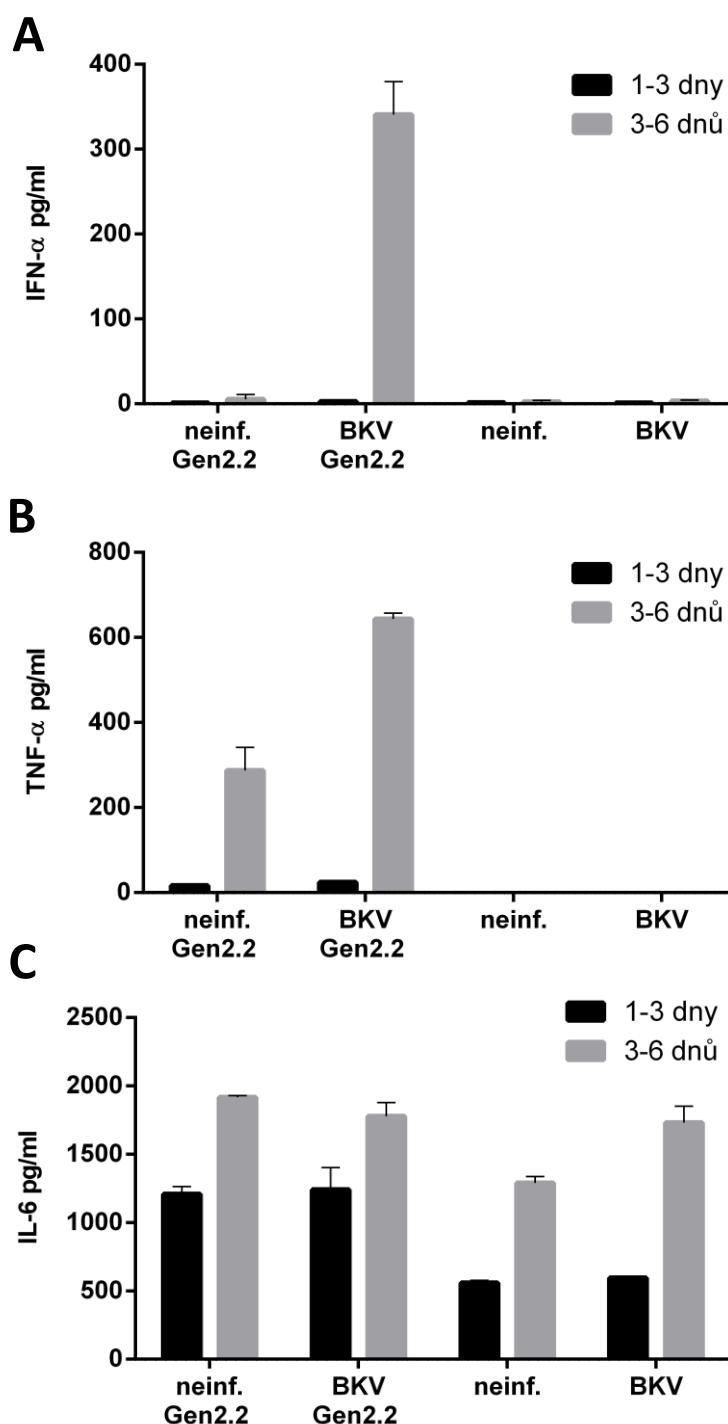 A
400
300
200
100
0
IFN-α pg/ml
1-3 dny
3-6 dnů
neinf. BKV neinf. BKV
Gen2.2 Gen2.2
B
800
600
400
200
0
TNF-α pg/ml
1-3 dny
3-6 dnů
neinf. BKV neinf. BKV
Gen2.2 Gen2.2
C
2500
2000
1500
1000
500
0
IL-6 pg/ml
1-3 dny
3-6 dnů
neinf. BKV neinf. BKV
Gen2.2 Gen2.2